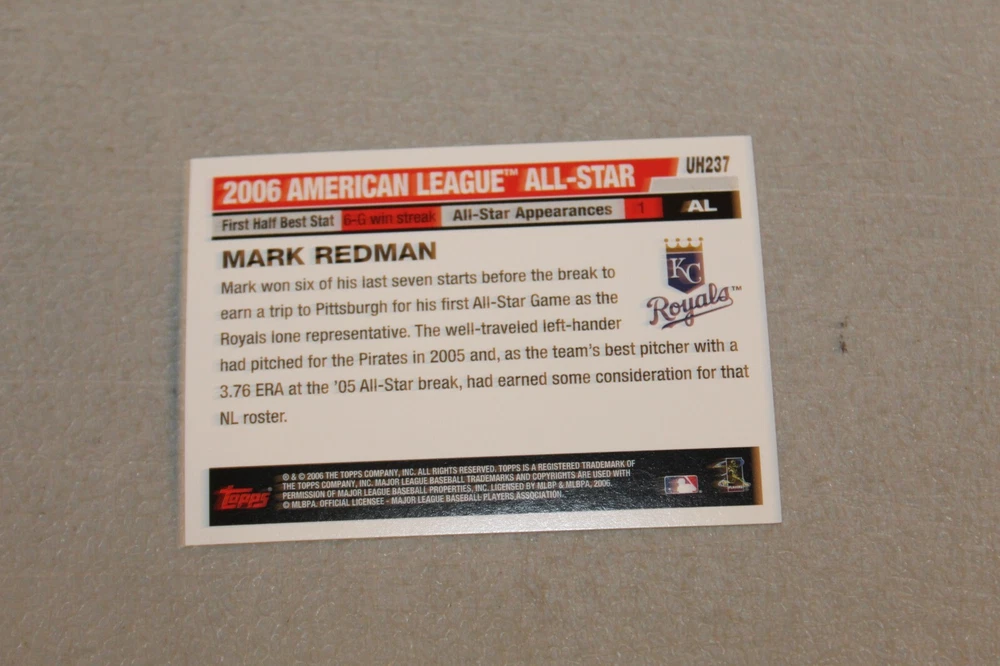 2006 AMERICAN LEAGUE™ ALL-STAR
UH237
First Half Best Stat 6-G win streak All-Star Appearances 1 AL
MARK REDMAN
Mark won six of his last seven starts before the break to
earn a trip to Pittsburgh for his first All-Star Game as the
Royals lone representative. The well-traveled left-hander
had pitched for the Pirates in 2005 and, as the team's best pitcher with a
3.76 ERA at the '05 All-Star break, had earned some consideration for that
NL roster.
KC
Royals™
Topps
® & © 2006 THE TOPPS COMPANY, INC. ALL RIGHTS RESERVED. TOPPS IS A REGISTERED TRADEMARK OF
THE TOPPS COMPANY, INC. MAJOR LEAGUE BASEBALL TRADEMARKS AND COPYRIGHTS ARE USED WITH
PERMISSION OF MAJOR LEAGUE BASEBALL PROPERTIES, INC. LICENSED BY MLBP & MLBPA, 2006.
© MLBPA. OFFICIAL LICENSEE - MAJOR LEAGUE BASEBALL PLAYERS ASSOCIATION.